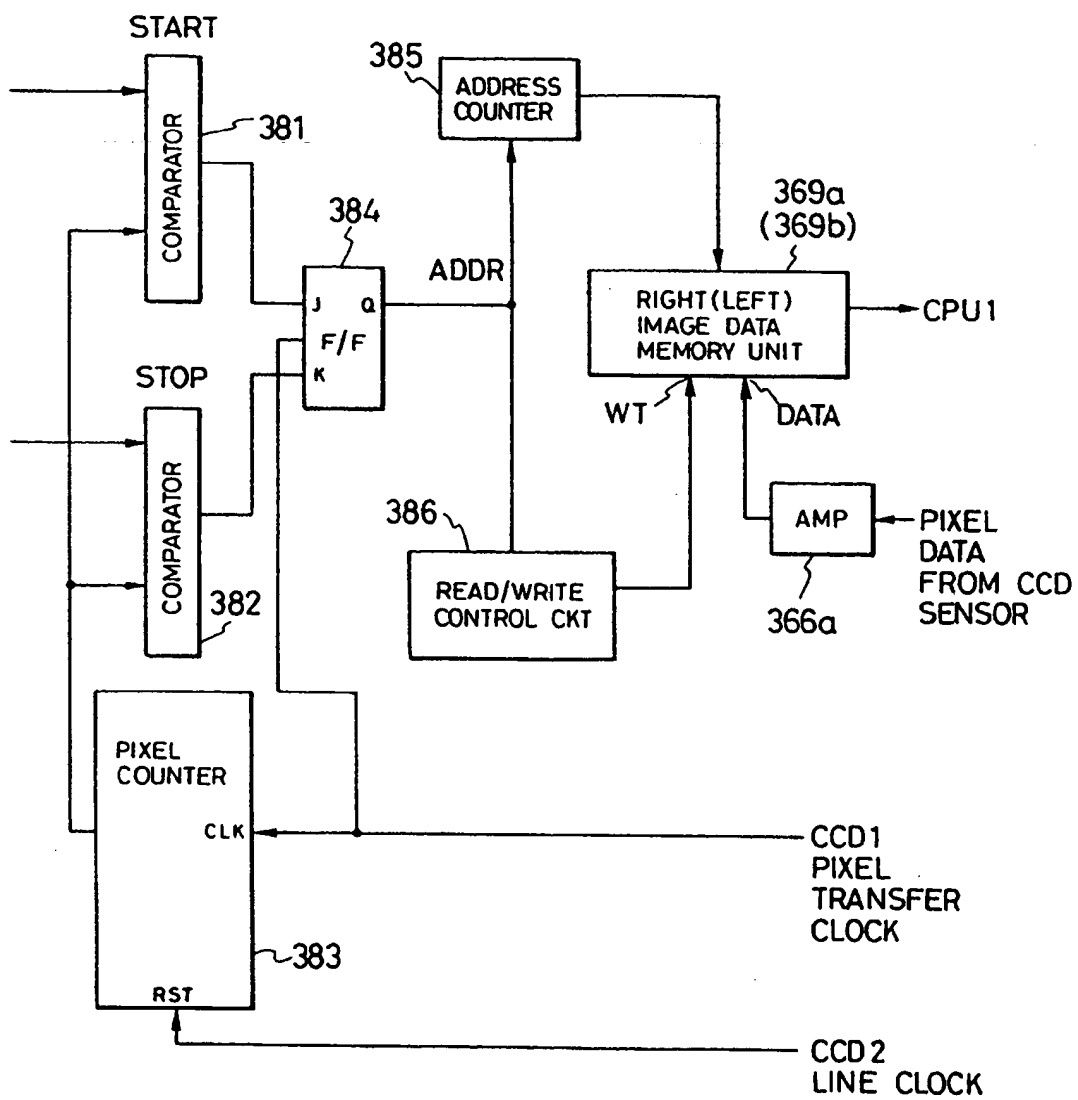 START
COMPARATOR
381
385
ADDRESS
COUNTER
384
ADDR
J
Q
F/F
K
369a
(369b)
RIGHT(LEFT)
IMAGE DATA
MEMORY UNIT
CPU1
WT
DATA
STOP
COMPARATOR
382
386
READ/WRITE
CONTROL CKT
AMP
366a
PIXEL
DATA
FROM CCD
SENSOR
PIXEL
COUNTER
CLK
RST
383
CCD1
PIXEL
TRANSFER
CLOCK
CCD2
LINE CLOCK